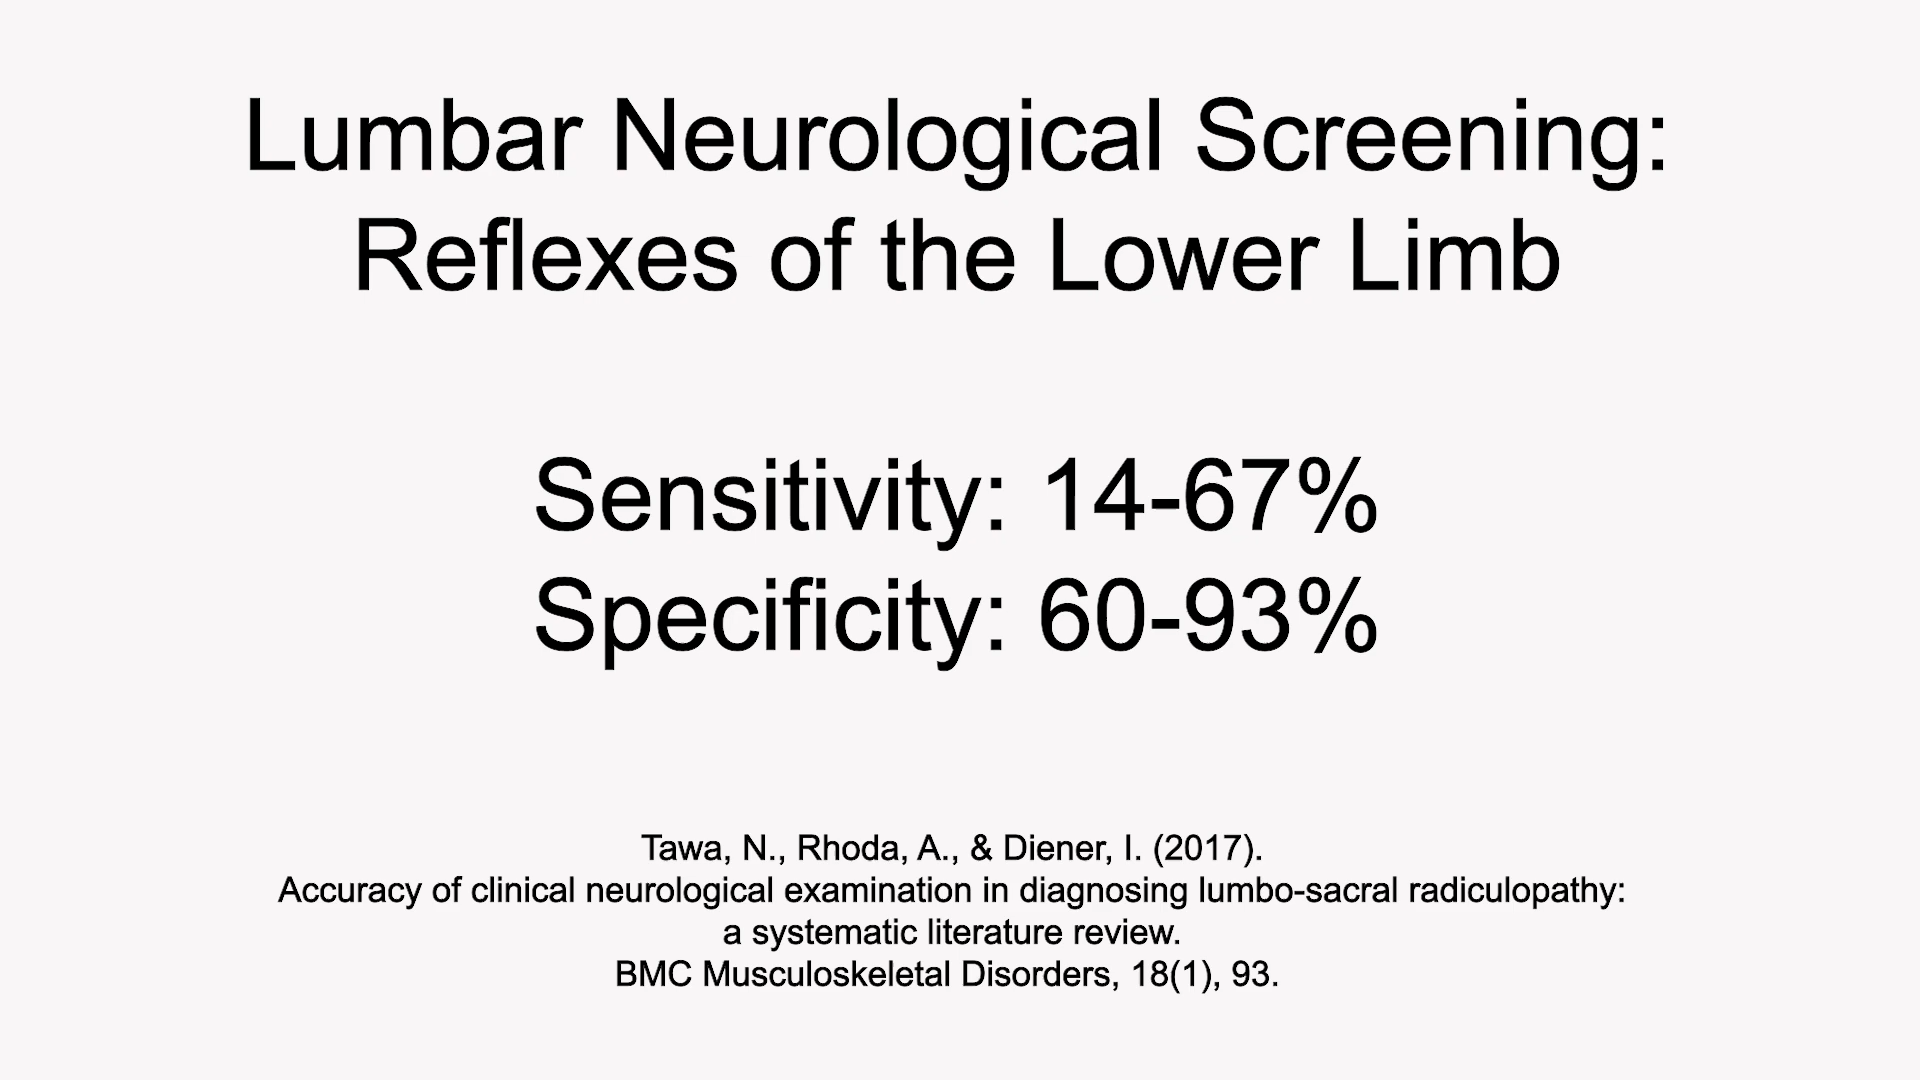 Lumbar Neurological Screening:
Reflexes of the Lower Limb
Sensitivity: 14-67%
Specificity: 60-93%
Tawa, N., Rhoda, A., & Diener, I. (2017).
Accuracy of clinical neurological examination in diagnosing lumbo-sacral radiculopathy:
a systematic literature review.
BMC Musculoskeletal Disorders, 18(1), 93.